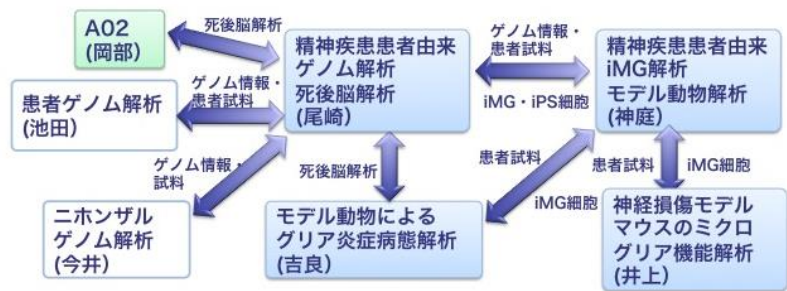 A02
(岡部)
死後脳解析
精神疾患患者由来
ゲノム解析
死後脳解析
(尾崎)
ゲノム情報・
患者試料
iMG・iPS細胞
精神疾患患者由来
iMG解析
モデル動物解析
(神庭)
患者ゲノム解析
(池田)
ゲノム情報・
患者試料
ゲノム情報・
試料
死後脳解析
患者試料
iMG細胞
患者試料
iMG細胞
ニホンザル
ゲノム解析
(今井)
モデル動物による
グリア炎症病態解析
(吉良)
神経損傷モデル
マウスのミクロ
グリア機能解析
(井上)